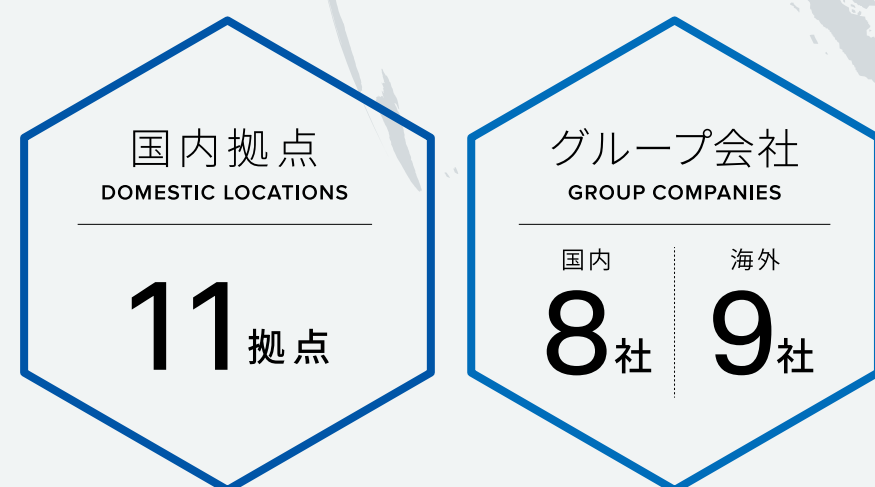 国内拠点
DOMESTIC LOCATIONS
11拠点
グループ会社
GROUP COMPANIES
国内
8社
海外
9社